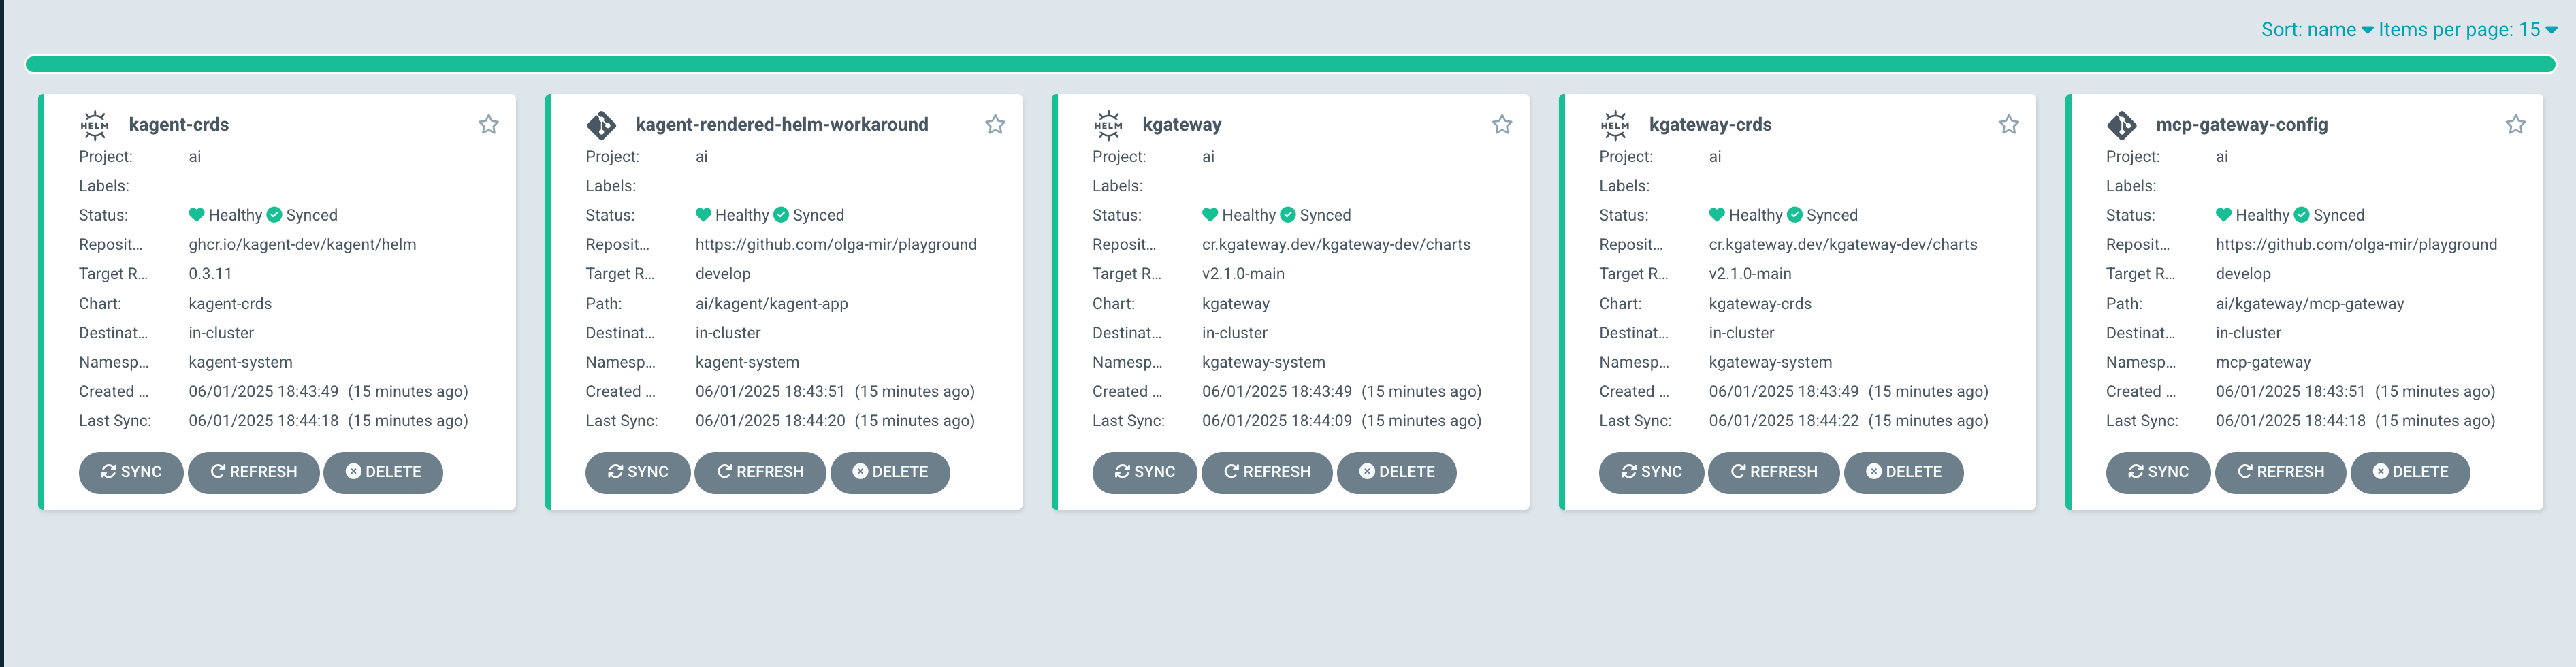 Sort: name Items per page: 15
HELM kagent-crds
Project: ai
Labels:
Status: Healthy Synced
Reposit... ghcr.io/kagent-dev/kagent/helm
Target R... 0.3.11
Chart: kagent-crds
Destinat... in-cluster
Namesp... kagent-system
Created ... 06/01/2025 18:43:49 (15 minutes ago)
Last Sync: 06/01/2025 18:44:18 (15 minutes ago)
SYNC REFRESH DELETE
kagent-rendered-helm-workaround
Project: ai
Labels:
Status: Healthy Synced
Reposit... https://github.com/olga-mir/playground
Target R... develop
Path: ai/kagent/kagent-app
Destinat... in-cluster
Namesp... kagent-system
Created ... 06/01/2025 18:43:51 (15 minutes ago)
Last Sync: 06/01/2025 18:44:20 (15 minutes ago)
SYNC REFRESH DELETE
HELM kgateway
Project: ai
Labels:
Status: Healthy Synced
Reposit... cr.kgateway.dev/kgateway-dev/charts
Target R... v2.1.0-main
Chart: kgateway
Destinat... in-cluster
Namesp... kgateway-system
Created ... 06/01/2025 18:43:49 (15 minutes ago)
Last Sync: 06/01/2025 18:44:09 (15 minutes ago)
SYNC REFRESH DELETE
HELM kgateway-crds
Project: ai
Labels:
Status: Healthy Synced
Reposit... cr.kgateway.dev/kgateway-dev/charts
Target R... v2.1.0-main
Chart: kgateway-crds
Destinat... in-cluster
Namesp... kgateway-system
Created ... 06/01/2025 18:43:49 (15 minutes ago)
Last Sync: 06/01/2025 18:44:22 (15 minutes ago)
SYNC REFRESH DELETE
mcp-gateway-config
Project: ai
Labels:
Status: Healthy Synced
Reposit... https://github.com/olga-mir/playground
Target R... develop
Path: ai/kgateway/mcp-gateway
Destinat... in-cluster
Namesp... mcp-gateway
Created ... 06/01/2025 18:43:51 (15 minutes ago)
Last Sync: 06/01/2025 18:44:18 (15 minutes ago)
SYNC REFRESH DELETE